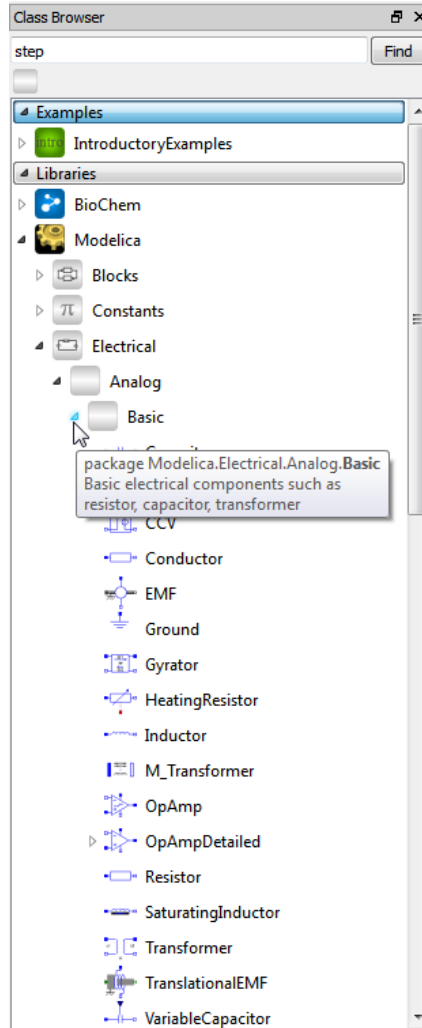 Class Browser
step
Find
Examples
intro
IntroductoryExamples
Libraries
BioChem
Modelica
Blocks
π
Constants
Electrical
Analog
Basic
package Modelica.Electrical.Analog.Basic
Basic electrical components such as
resistor, capacitor, transformer
CCV
Conductor
EMF
Ground
Gyrator
HeatingResistor
Inductor
M_Transformer
OpAmp
OpAmpDetailed
Resistor
SaturatingInductor
Transformer
TranslationalEMF
VariableCapacitor